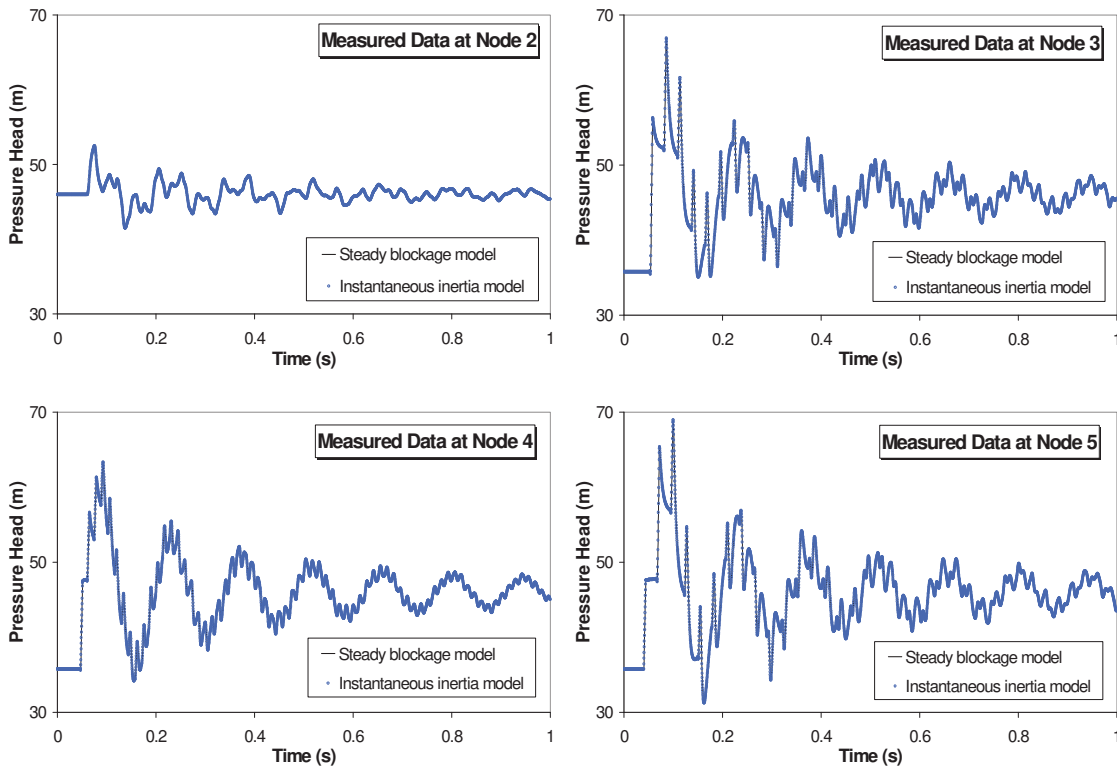 Measured Data at Node 2
Pressure Head (m)
70
50
30
Steady blockage model
Instantaneous inertia model
0 0.2 0.4 0.6 0.8 1
Time (s)
Measured Data at Node 3
Pressure Head (m)
70
50
30
Steady blockage model
Instantaneous inertia model
0 0.2 0.4 0.6 0.8 1
Time (s)
Measured Data at Node 4
Pressure Head (m)
70
50
30
Steady blockage model
Instantaneous inertia model
0 0.2 0.4 0.6 0.8 1
Time (s)
Measured Data at Node 5
Pressure Head (m)
70
50
30
Steady blockage model
Instantaneous inertia model
0 0.2 0.4 0.6 0.8 1
Time (s)